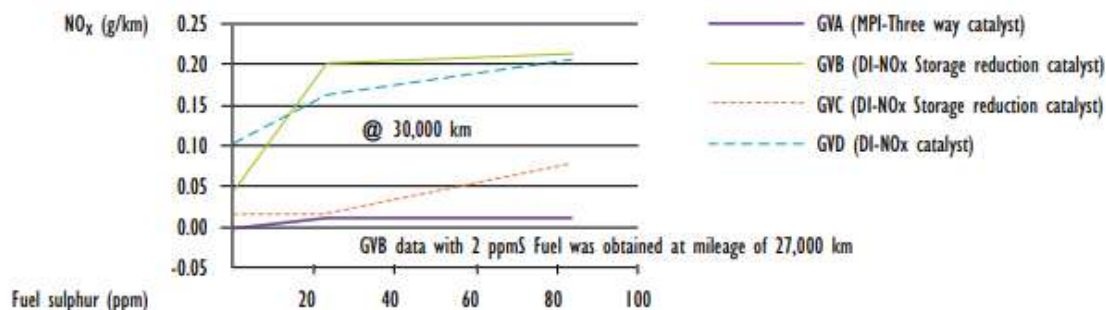 NOx (g/km)
0.25
0.20
0.15
0.10
0.05
0.00
-0.05
@ 30,000 km
GVB data with 2 ppmS Fuel was obtained at mileage of 27,000 km
Fuel sulphur (ppm)
20 40 60 80 100
GVA (MPI-Three way catalyst)
GVB (DI-NOx Storage reduction catalyst)
GVC (DI-NOx Storage reduction catalyst)
GVD (DI-NOx catalyst)